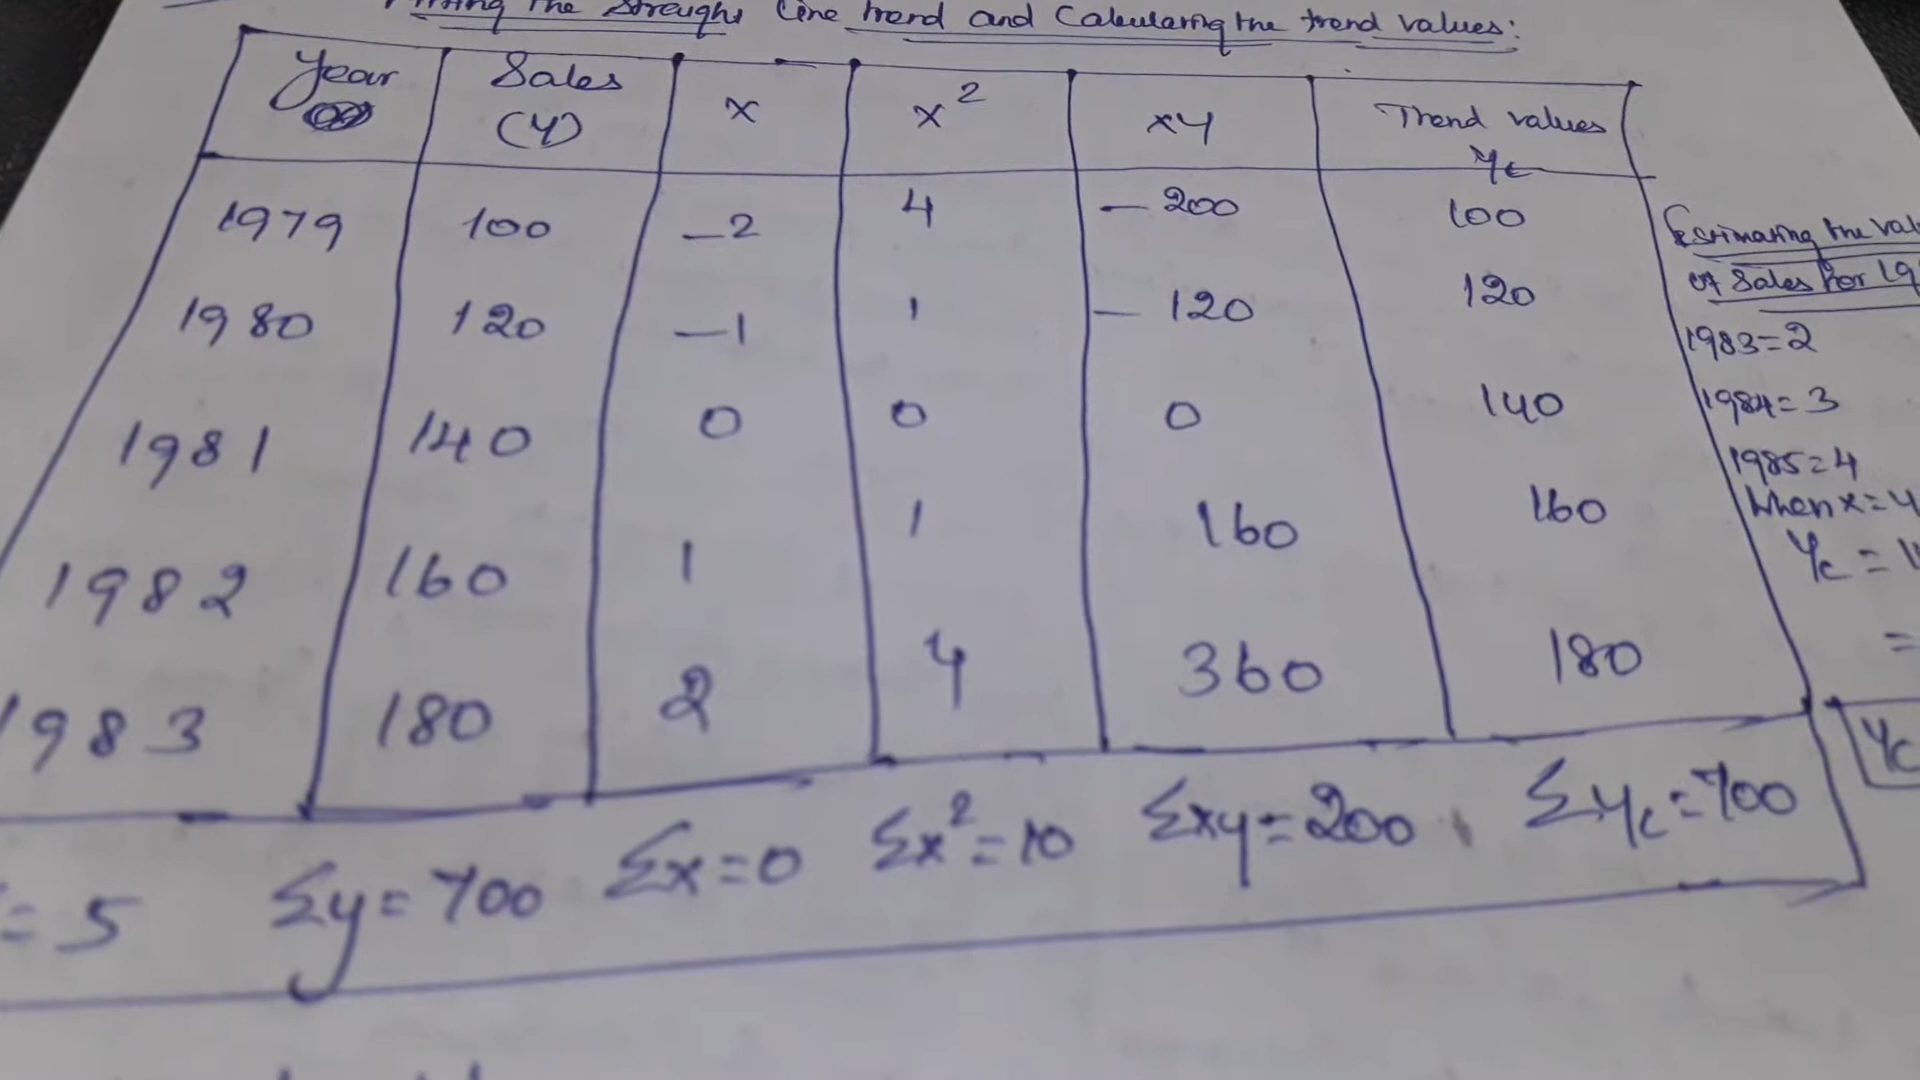 the Straight line trend and Calculating the trend values:
Year Sales (Y) x x² xy Trend values Yc
1979 100 -2 4 -200 100
1980 120 -1 1 -120 120
1981 140 0 0 0 140
1982 160 1 1 160 160
1983 180 2 4 360 180
= 5 Σy = 700 Σx = 0 Σx² = 10 Σxy = 200 Σyc = 700
Estimating the
of Sales for
1983 = 2
1984 = 3
1985 = 4
When x = 4
Yc =
=
Yc